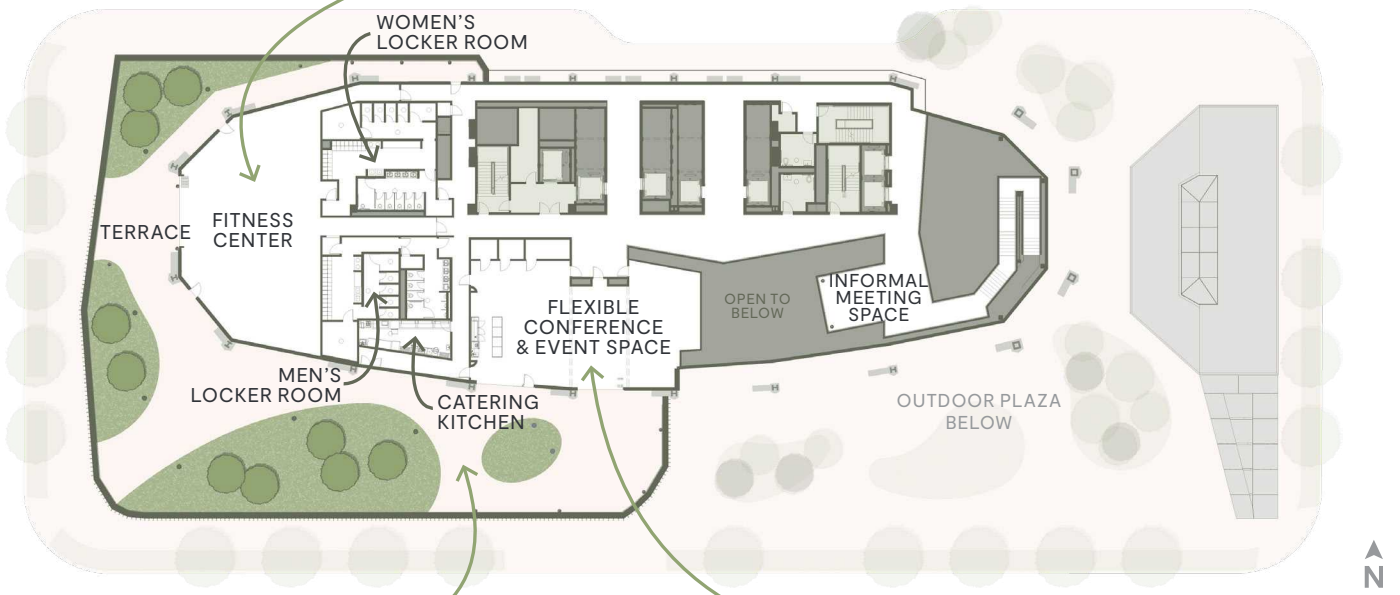 WOMEN'S
LOCKER ROOM
TERRACE
FITNESS
CENTER
OPEN TO
BELOW
INFORMAL
MEETING
SPACE
FLEXIBLE
CONFERENCE
& EVENT SPACE
MEN'S
LOCKER ROOM
CATERING
KITCHEN
OUTDOOR PLAZA
BELOW
N